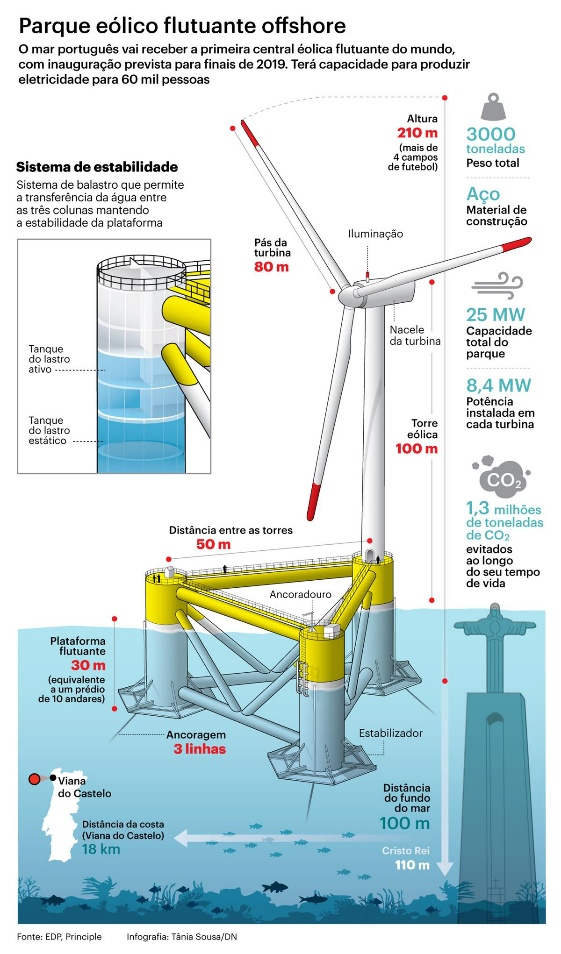 Parque eólico flutuante offshore
O mar português vai receber a primeira central éolica flutuante do mundo,
com inauguração prevista para finais de 2019. Terá capacidade para produzir
eletricidade para 60 mil pessoas
Altura
210 m
(mais de
4 campos
de futebol)
3000
toneladas
Peso total
Sistema de estabilidade
Sistema de balastro que permite
a transferência da água entre
as três colunas mantendo
a estabilidade da plataforma
Aço
Material de
construção
Pás da
turbina
80 m
Iluminação
Nacele
da turbina
25 MW
Capacidade
total do
parque
Tanque
do lastro
ativo
Tanque
do lastro
estático
8,4 MW
Potência
instalada em
cada turbina
Torre
eólica
100 m
CO2
1,3 milhões
de toneladas
de CO2
evitados
ao longo
do seu tempo
de vida
Distância entre as torres
50 m
Ancoradouro
Plataforma
flutuante
30 m
(equivalente
a um prédio
de 10 andares)
Ancoragem
3 linhas
Estabilizador
Viana
do Castelo
Distância da costa
(Viana do Castelo)
18 km
Distância
do fundo
do mar
100 m
Cristo Rei
110 m
Fonte: EDP, Principle
Infografia: Tânia Sousa/DN